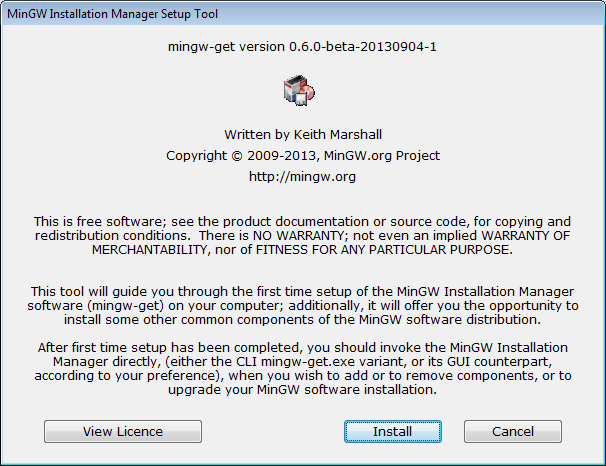 MinGW Installation Manager Setup Tool
mingw-get version 0.6.0-beta-20130904-1
Written by Keith Marshall
Copyright © 2009-2013, MinGW.org Project
http://mingw.org
This is free software; see the product documentation or source code, for copying and
redistribution conditions.  There is NO WARRANTY; not even an implied WARRANTY OF
MERCHANTABILITY, nor of FITNESS FOR ANY PARTICULAR PURPOSE.
This tool will guide you through the first time setup of the MinGW Installation Manager
software (mingw-get) on your computer; additionally, it will offer you the opportunity to
install some other common components of the MinGW software distribution.
After first time setup has been completed, you should invoke the MinGW Installation
Manager directly, (either the CLI mingw-get.exe variant, or its GUI counterpart,
according to your preference), when you wish to add or to remove components, or to
upgrade your MinGW software installation.
View Licence
Install
Cancel